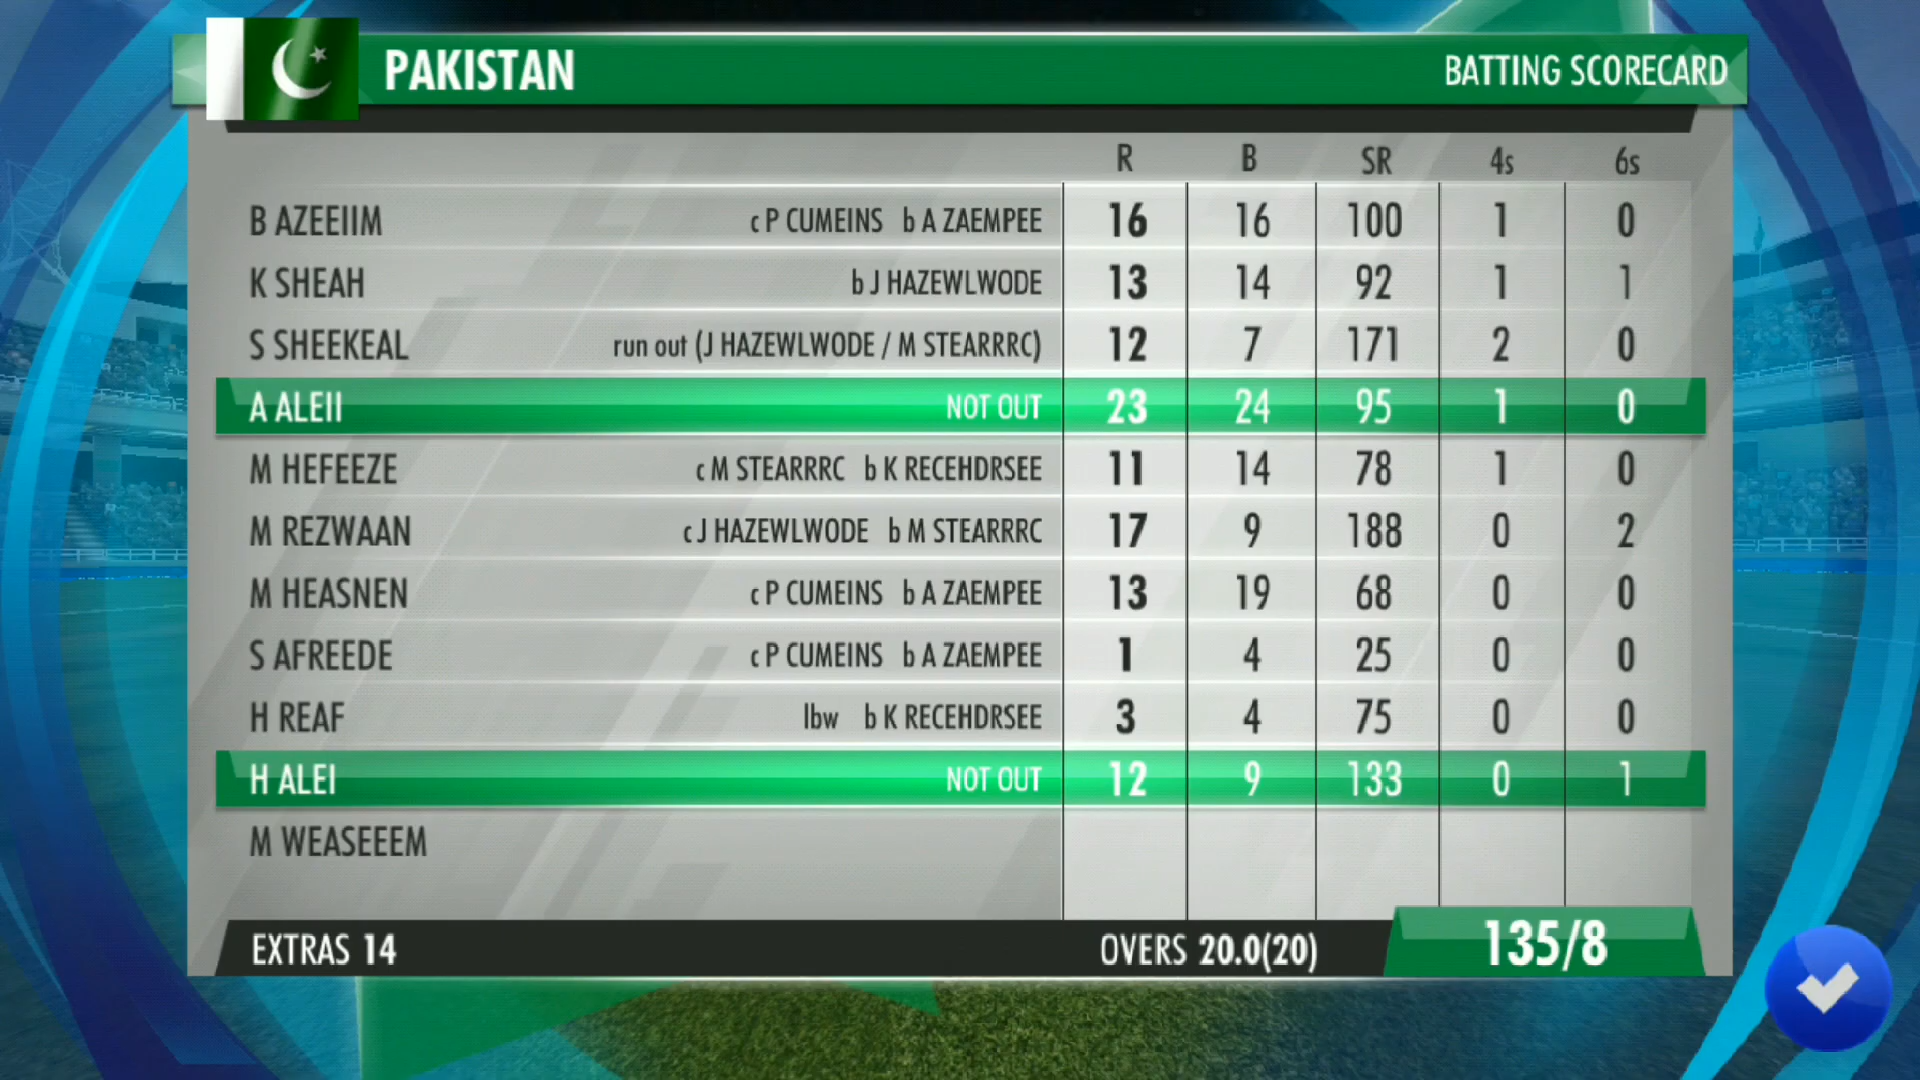 PAKISTAN BATTING SCORECARD
R B SR 4s 6s
B AZEEIIM c P CUMEINS b A ZAEMPEE 16 16 100 1 0
K SHEAH b J HAZEWLWODE 13 14 92 1 1
S SHEEKEAL run out (J HAZEWLWODE / M STEARRRC) 12 7 171 2 0
A ALEII NOT OUT 23 24 95 1 0
M HEFEEZE c M STEARRRC b K RECEHDRSEE 11 14 78 1 0
M REZWAAN c J HAZEWLWODE b M STEARRRC 17 9 188 0 2
M HEASNEN c P CUMEINS b A ZAEMPEE 13 19 68 0 0
S AFREEDE c P CUMEINS b A ZAEMPEE 1 4 25 0 0
H REAF lbw b K RECEHDRSEE 3 4 75 0 0
H ALEI NOT OUT 12 9 133 0 1
M WEASEEEM
EXTRAS 14 OVERS 20.0(20) 135/8